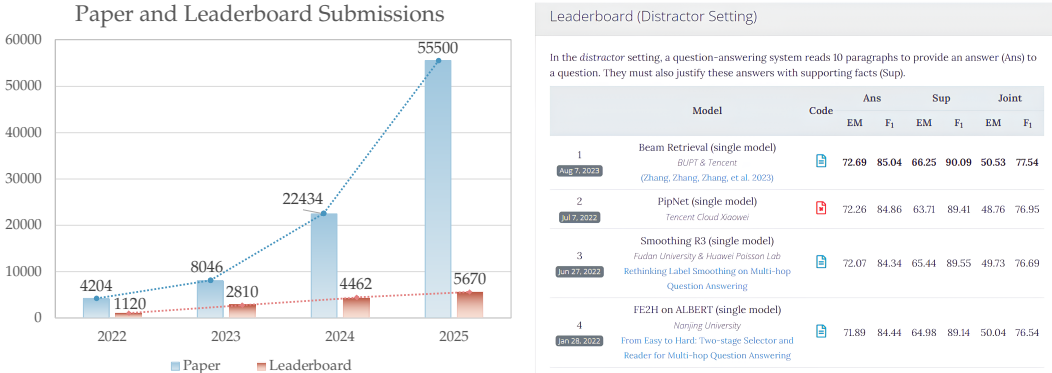 Paper and Leaderboard Submissions
60000
50000
40000
30000
20000
10000
0
4204
1120
8046
2810
22434
4462
55500
5670
2022
2023
2024
2025
Paper
Leaderboard
Leaderboard (Distractor Setting)
In the distractor setting, a question-answering system reads 10 paragraphs to provide an answer (Ans) to
a question. They must also justify these answers with supporting facts (Sup).
Model Code Ans Sup Joint
EM F₁ EM F₁ EM F₁
1
Aug 7, 2023
Beam Retrieval (single model)
BUPT & Tencent
(Zhang, Zhang, Zhang, et al. 2023)
72.69 85.04 66.25 90.09 50.53 77.54
2
Jul 7, 2022
PipNet (single model)
Tencent Cloud Xiaowei
72.26 84.86 63.71 89.41 48.76 76.95
3
Jun 27, 2022
Smoothing R3 (single model)
Fudan University & Huawei Poisson Lab
Rethinking Label Smoothing on Multi-hop
Question Answering
72.07 84.34 65.44 89.55 49.73 76.69
4
Jan 28, 2022
FE2H on ALBERT (single model)
Nanjing University
From Easy to Hard: Two-stage Selector and
Reader for Multi-hop Question Answering
71.89 84.44 64.98 89.14 50.04 76.54